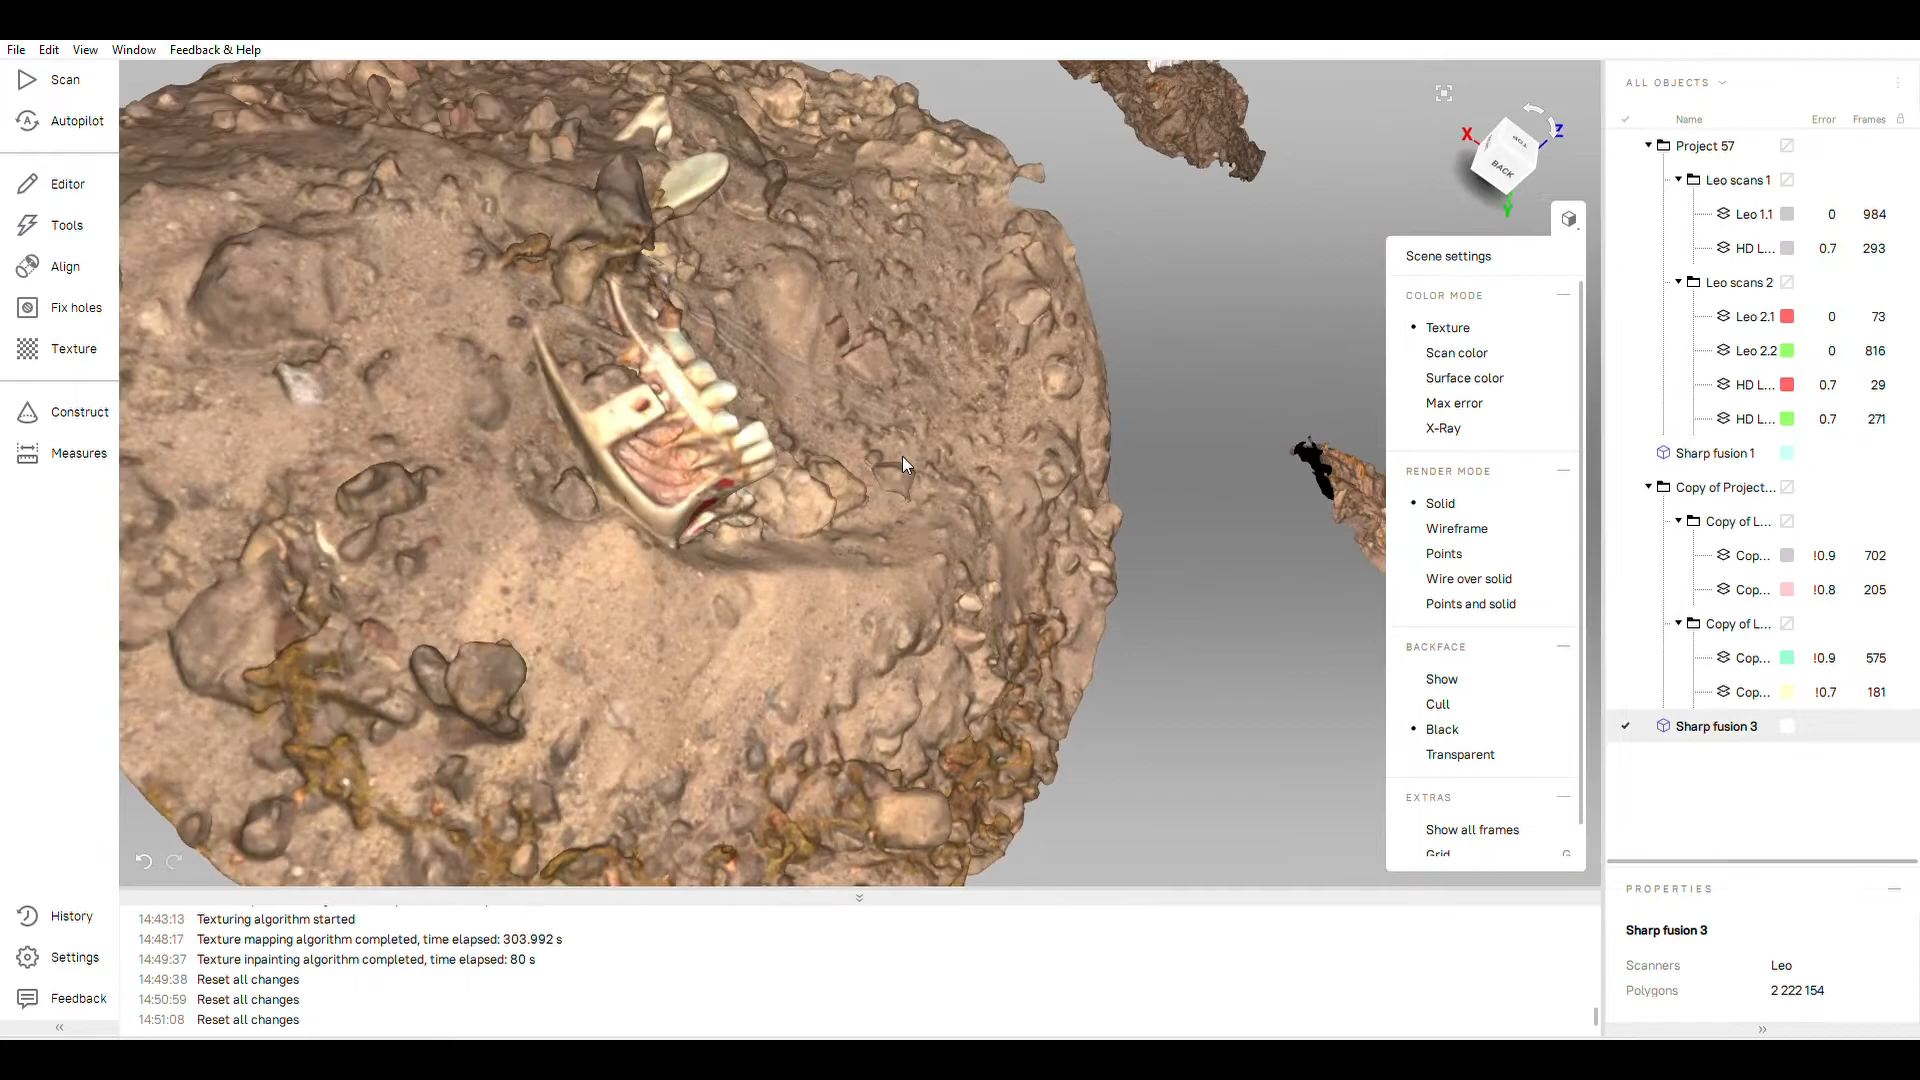 File Edit View Window Feedback & Help
Scan
Autopilot
Editor
Tools
Align
Fix holes
Texture
Construct
Measures
History
Settings
Feedback
X
Z
Y
BACK
Scene settings
COLOR MODE
Texture
Scan color
Surface color
Max error
X-Ray
RENDER MODE
Solid
Wireframe
Points
Wire over solid
Points and solid
BACKFACE
Show
Cull
Black
Transparent
EXTRAS
Show all frames
Grid G
14:43:13 Texturing algorithm started
14:48:17 Texture mapping algorithm completed, time elapsed: 303.992 s
14:49:37 Texture inpainting algorithm completed, time elapsed: 80 s
14:49:38 Reset all changes
14:50:59 Reset all changes
14:51:08 Reset all changes
ALL OBJECTS
Name Error Frames
Project 57
Leo scans 1
Leo 1.1 0 984
HD L... 0.7 293
Leo scans 2
Leo 2.1 0 73
Leo 2.2 0 816
HD L... 0.7 29
HD L... 0.7 271
Sharp fusion 1
Copy of Project...
Copy of L...
Cop... !0.9 702
Cop... !0.8 205
Copy of L...
Cop... !0.9 575
Cop... !0.7 181
Sharp fusion 3
PROPERTIES
Sharp fusion 3
Scanners Leo
Polygons 2 222 154